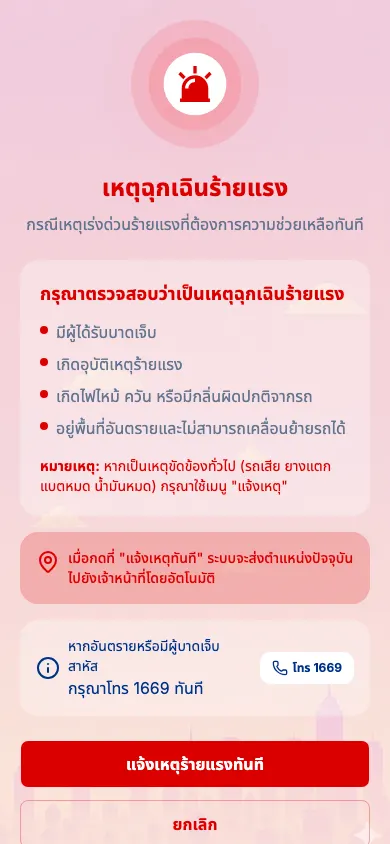 เหตุฉุกเฉินร้ายแรง
กรณีเหตุเร่งด่วนร้ายแรงที่ต้องการความช่วยเหลือทันที
กรุณาตรวจสอบว่าเป็นเหตุฉุกเฉินร้ายแรง
มีผู้ได้รับบาดเจ็บ
เกิดอุบัติเหตุร้ายแรง
เกิดไฟไหม้ ควัน หรือมีกลิ่นผิดปกติจากรถ
อยู่พื้นที่อันตรายและไม่สามารถเคลื่อนย้ายรถได้
หมายเหตุ: หากเป็นเหตุขัดข้องทั่วไป (รถเสีย ยางแตก
แบตหมด น้ำมันหมด) กรุณาใช้เมนู "แจ้งเหตุ"
เมื่อกดที่ "แจ้งเหตุทันที" ระบบจะส่งตำแหน่งปัจจุบัน
ไปยังเจ้าหน้าที่โดยอัตโนมัติ
หากอันตรายหรือมีผู้บาดเจ็บ
สาหัส
กรุณาโทร 1669 ทันที
โทร 1669
แจ้งเหตุร้ายแรงทันที
ยกเลิก